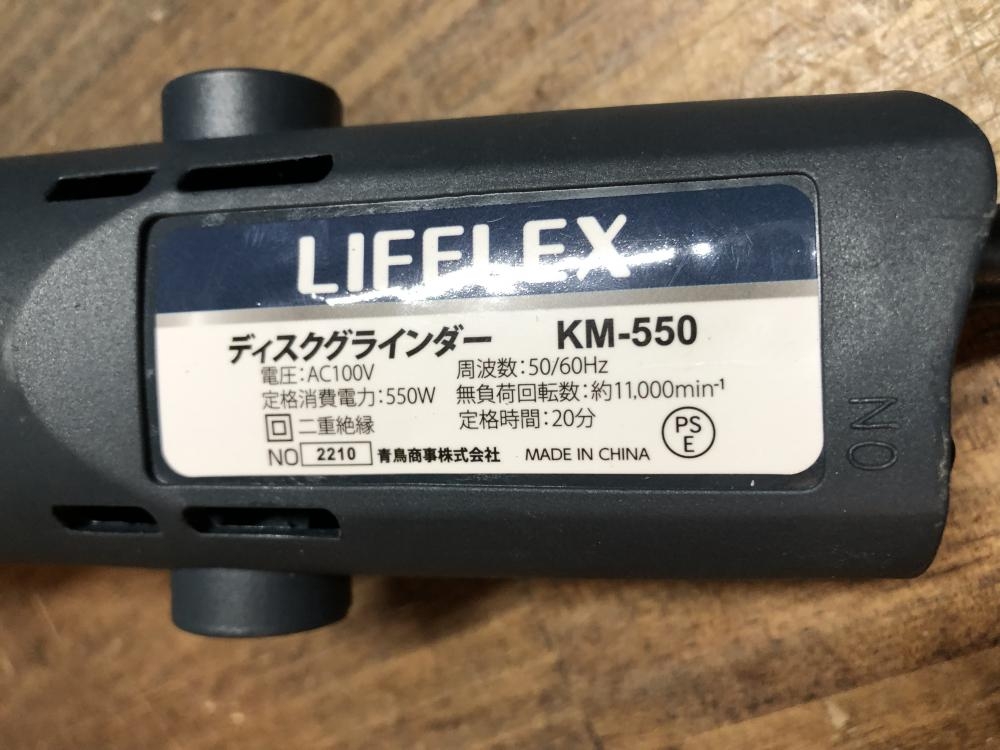 LIFELEX
ディスクグラインダー KM-550
電圧:AC100V 周波数:50/60Hz
定格消費電力:550W 無負荷回転数:約11,000min⁻¹
二重絶縁 定格時間:20分
PS
E
NO 2210 青鳥商事株式会社 MADE IN CHINA
NO